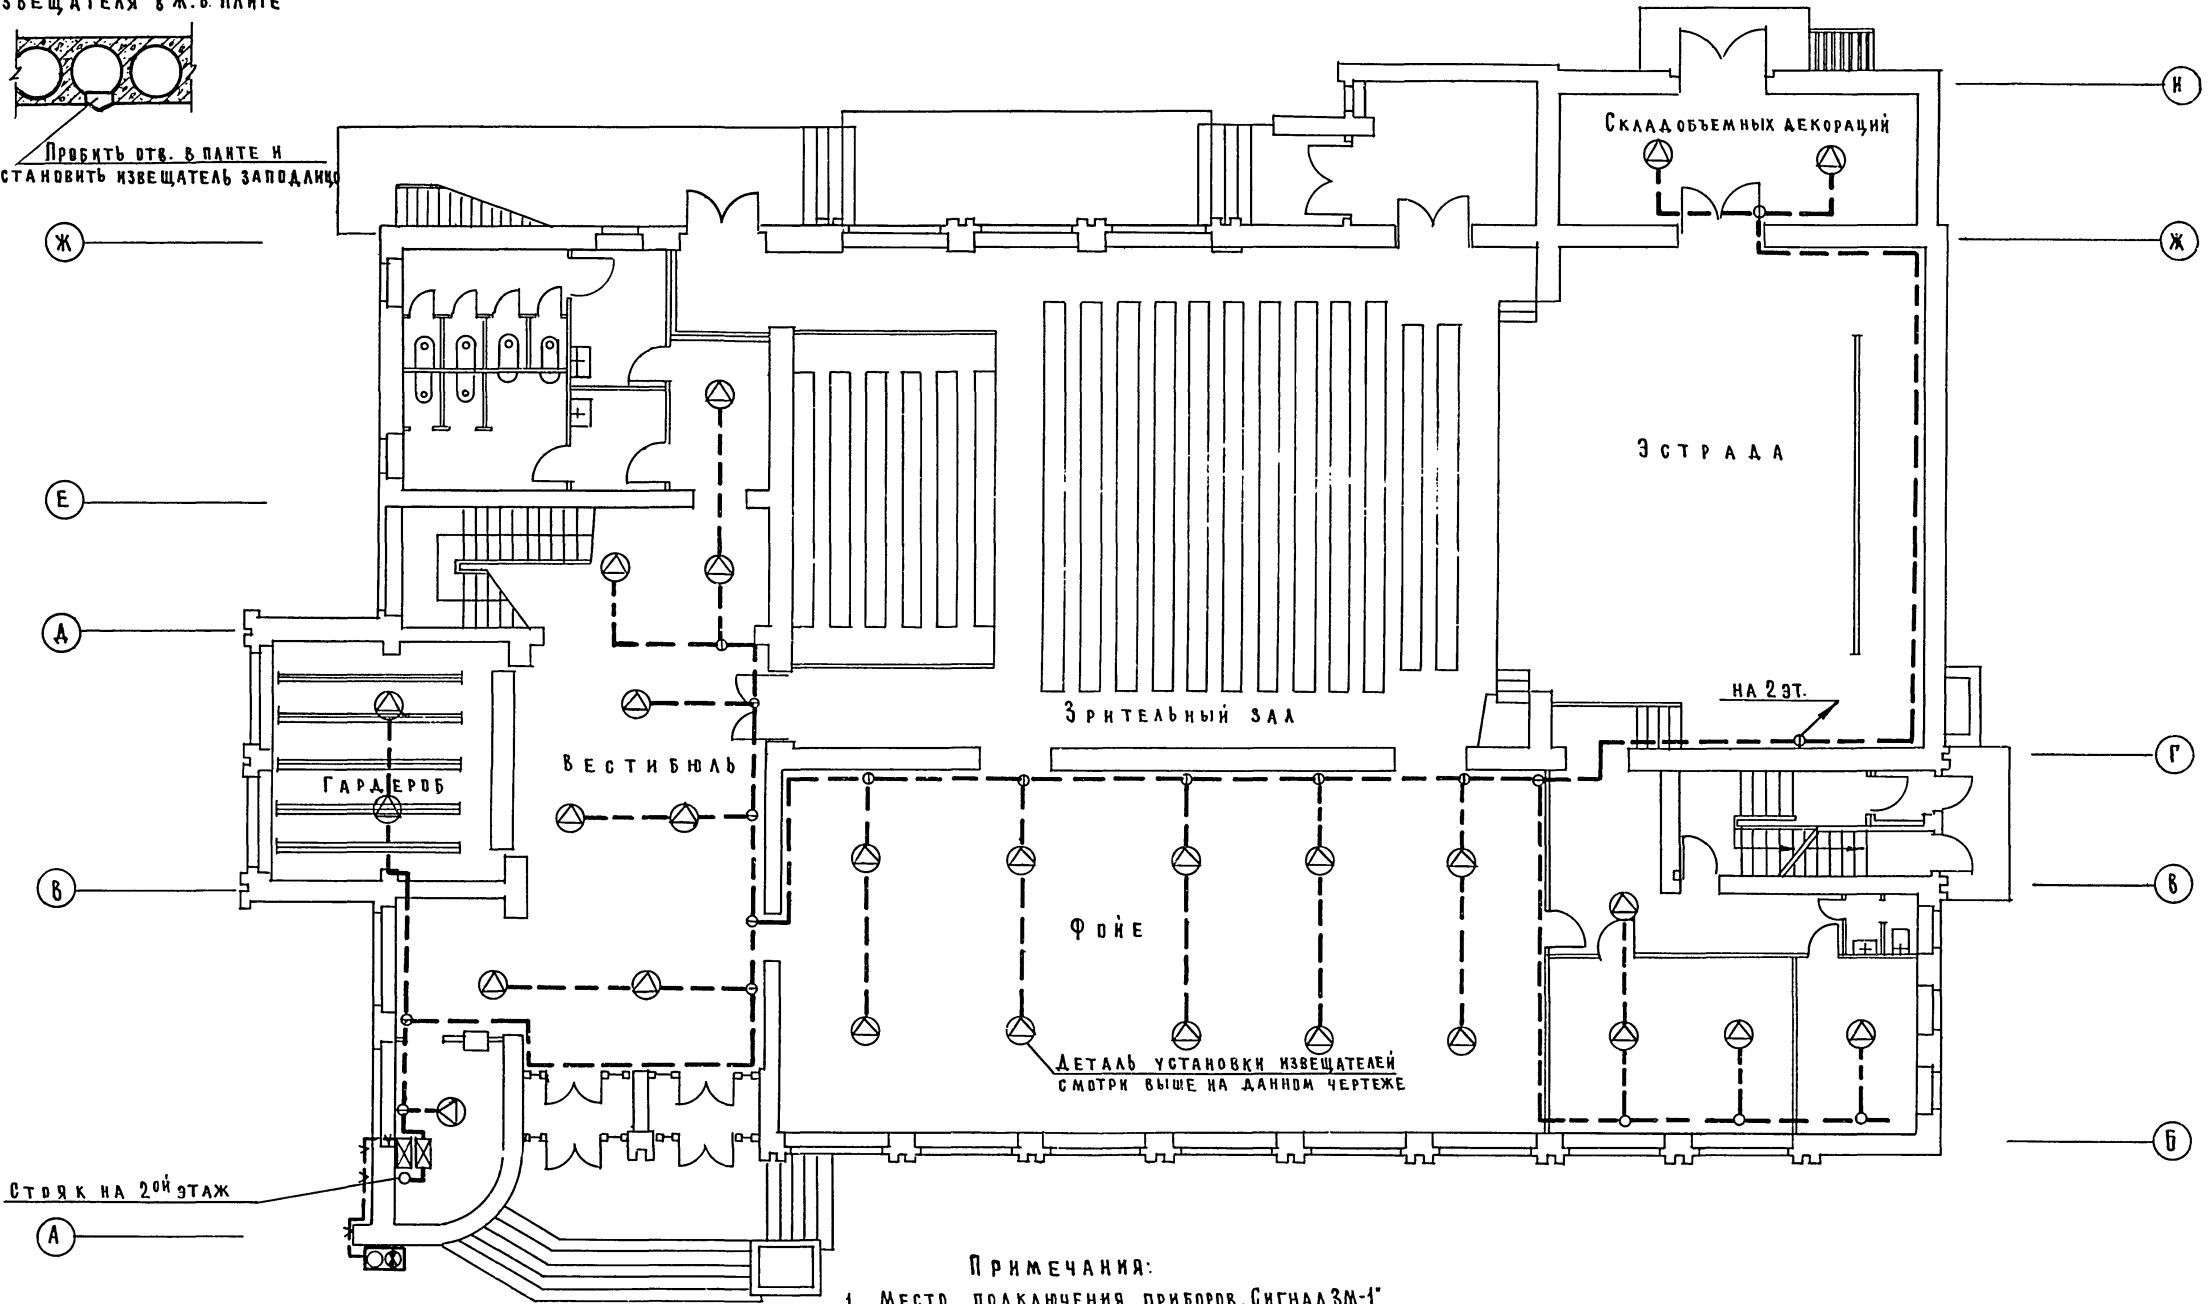 ЗВЕЩАТЕЛЯ В Ж.Б. ПЛИТЕ
ПРОБИТЬ ОТВ. В ПЛИТЕ И
СТАНОВИТЬ ИЗВЕЩАТЕЛЬ ЗАПОДЛИЦО
И
СКЛАД ОБЪЕМНЫХ ДЕКОРАЦИЙ
Ж
Ж
ЭСТРАДА
Е
Д
НА 2 ЭТ.
ЗРИТЕЛЬНЫЙ ЗАЛ
ВЕСТИБЮЛЬ
Г
ГАРДЕРОБ
В
В
ФОЙЕ
ДЕТАЛЬ УСТАНОВКИ ИЗВЕЩАТЕЛЕЙ
СМОТРИ ВЫШЕ НА ДАННОМ ЧЕРТЕЖЕ
Б
СТОЯК НА 2ОЙ ЭТАЖ
А
ПРИМЕЧАНИЯ:
1. МЕСТО ПОДКЛЮЧЕНИЯ ПРИБОРОВ „СИГНАЛ 3М-1"